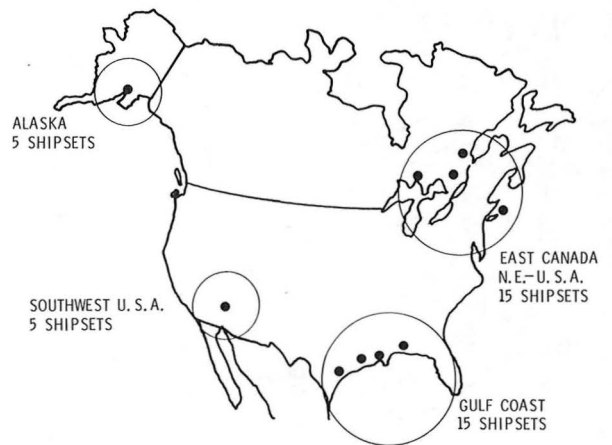 ALASKA
5 SHIPSETS
EAST CANADA
N.E.-U.S.A.
15 SHIPSETS
SOUTHWEST U.S.A.
5 SHIPSETS
GULF COAST
15 SHIPSETS